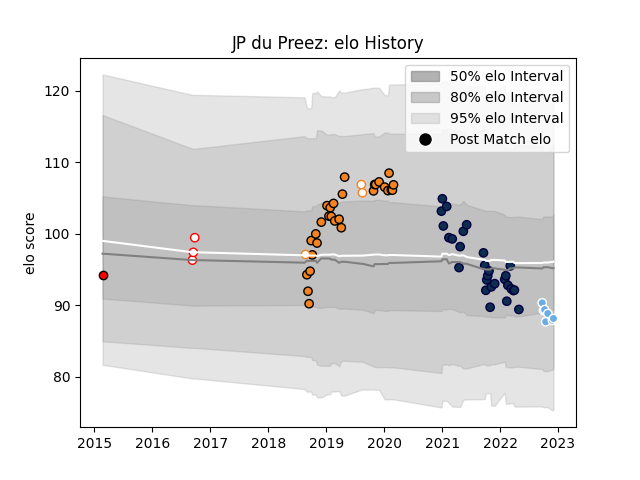 JP du Preez: elo History
50% elo Interval
80% elo Interval
95% elo Interval
Post Match elo
elo score
120
110
100
90
80
2015 2016 2017 2018 2019 2020 2021 2022 2023